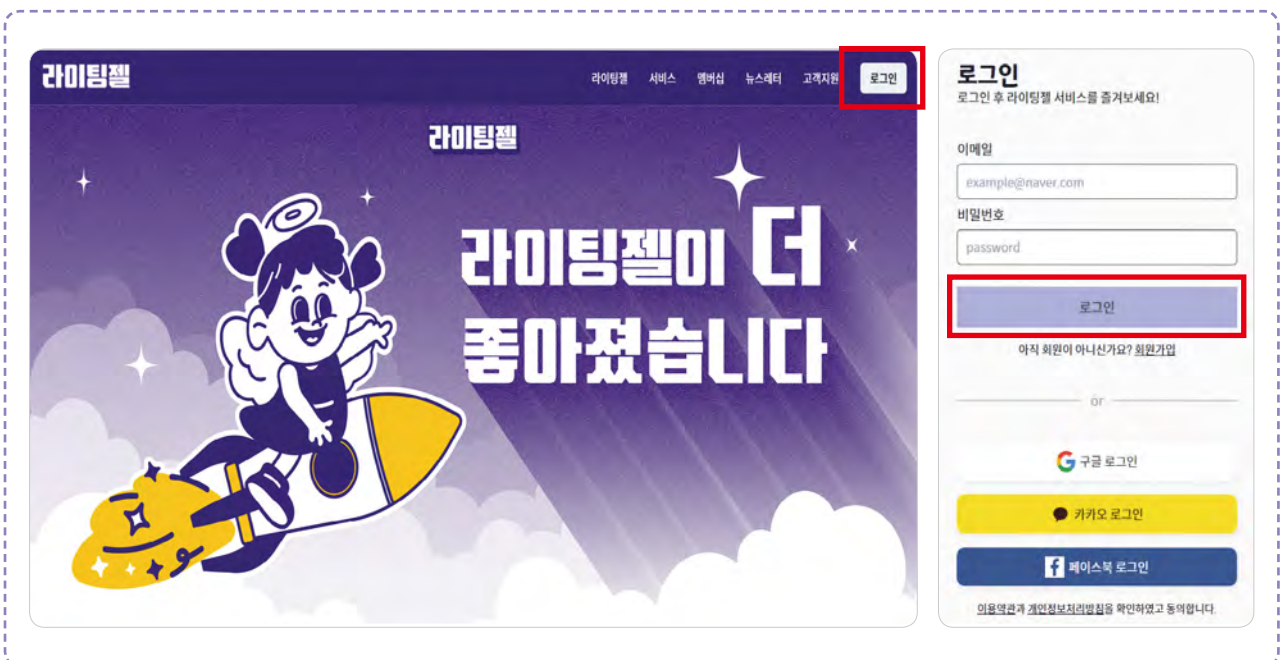 라이팅젤
라이팅젤 서비스 멤버십 뉴스레터 고객지원 로그인
라이팅젤
라이팅젤이 더
좋아졌습니다
로그인
로그인 후 라이팅젤 서비스를 즐겨보세요!
이메일
example@naver.com
비밀번호
password
로그인
아직 회원이 아니신가요? 회원가입
or
구글 로그인
카카오 로그인
페이스북 로그인
이용약관과 개인정보처리방침을 확인하였고 동의합니다.